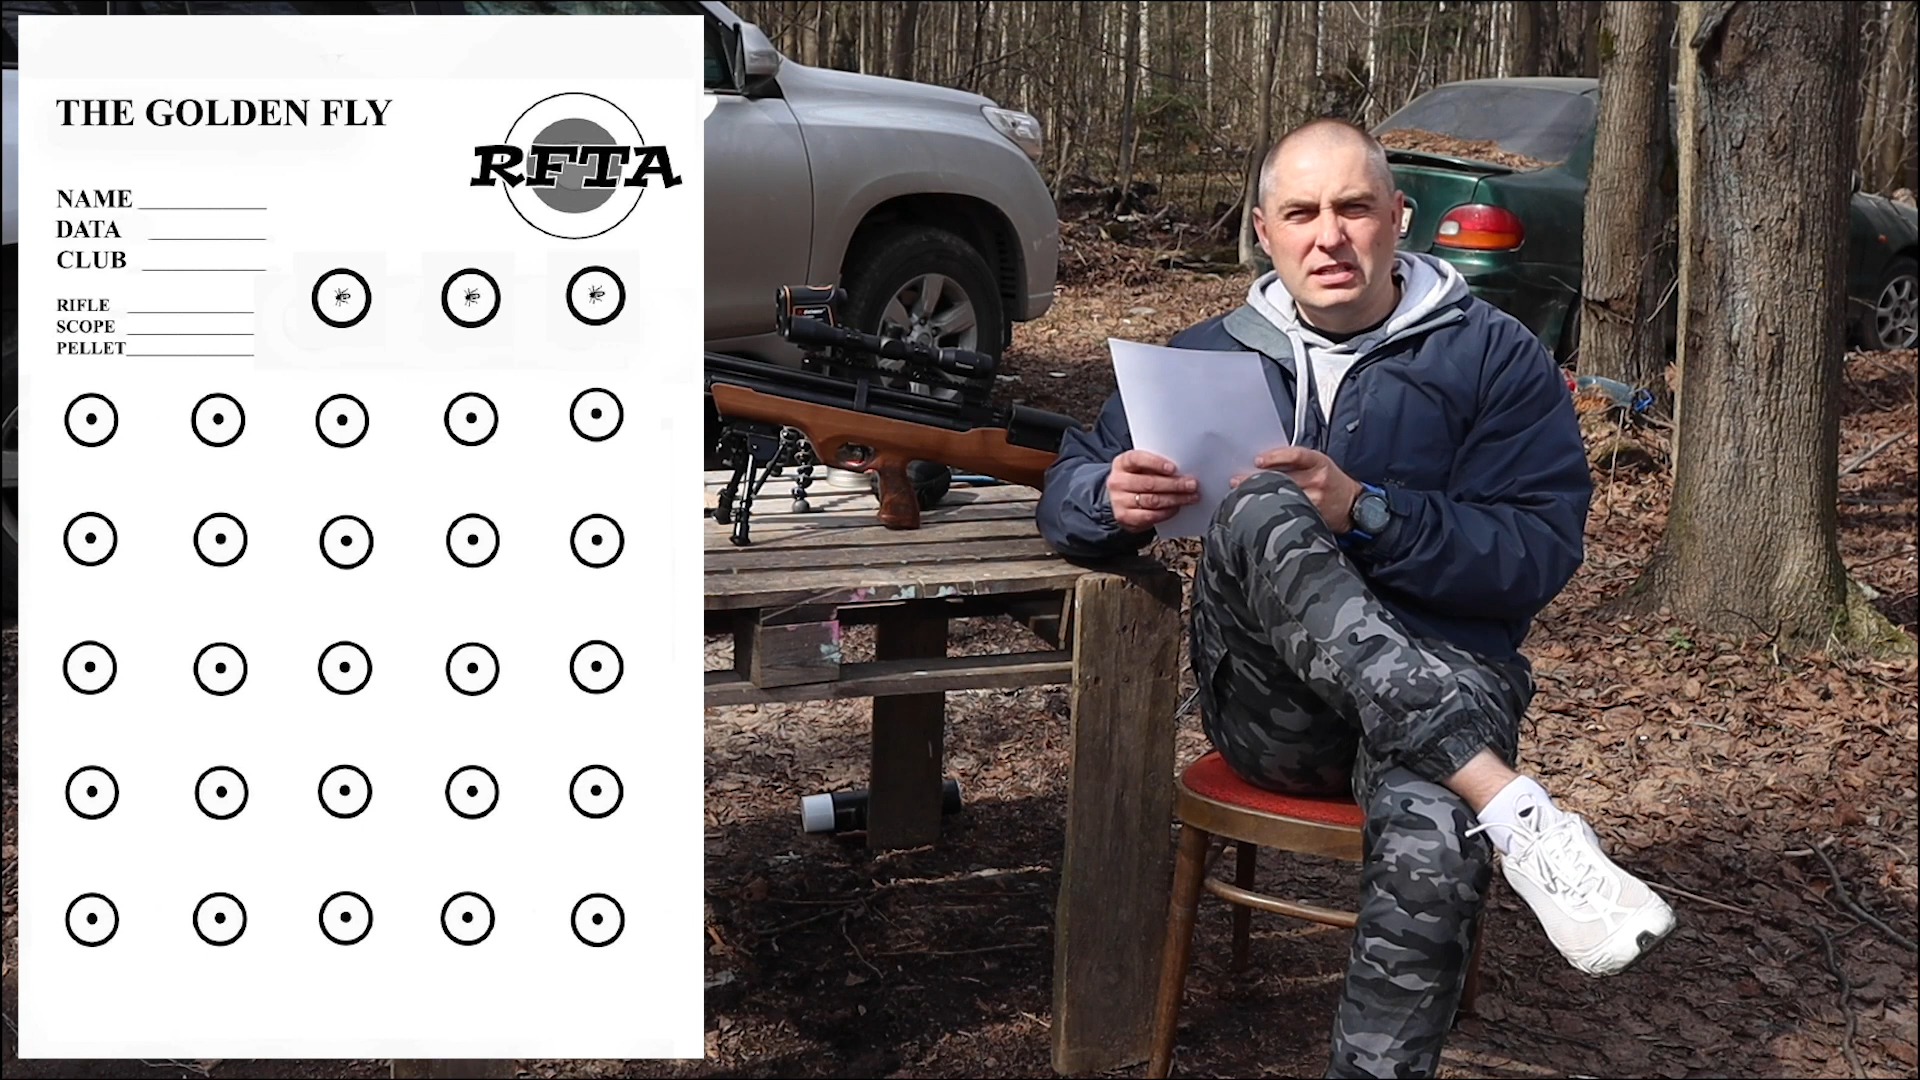 THE GOLDEN FLY
RFTA
NAME
DATA
CLUB
RIFLE
SCOPE
PELLET